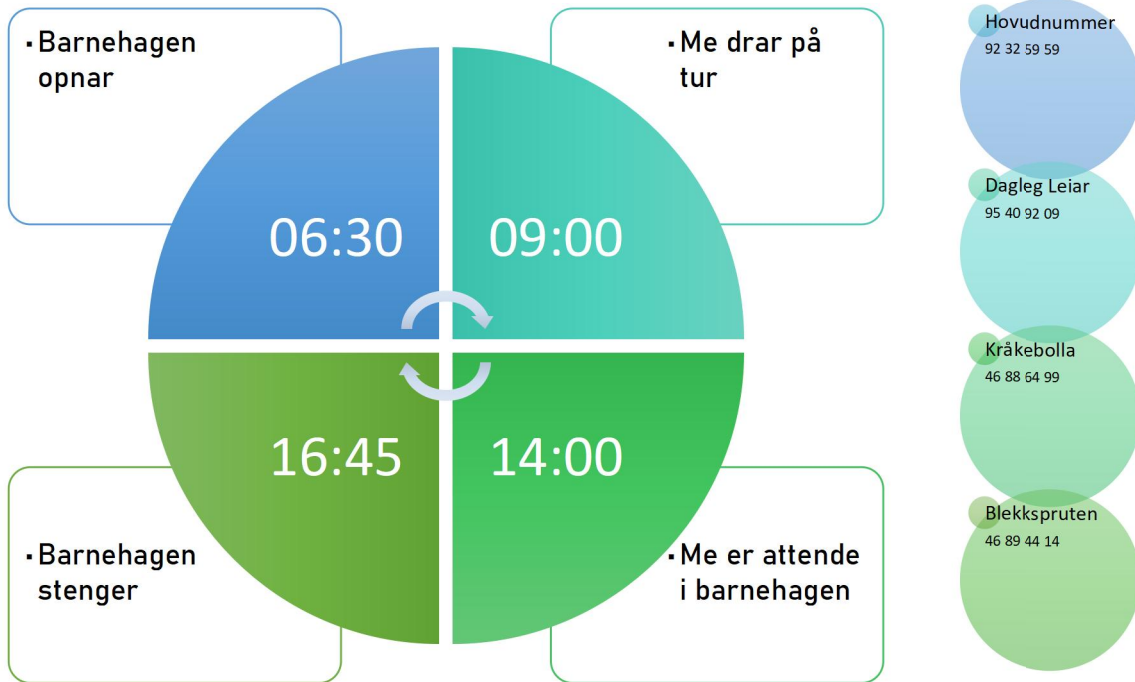 ▪ Barnehagen
opnar
▪ Me drar på
tur
06:30
09:00
16:45
14:00
▪ Barnehagen
stenger
▪ Me er attende
i barnehagen
Hovudnummer
92 32 59 59
Dagleg Leiar
95 40 92 09
Kråkebolla
46 88 64 99
Blekkspruten
46 89 44 14